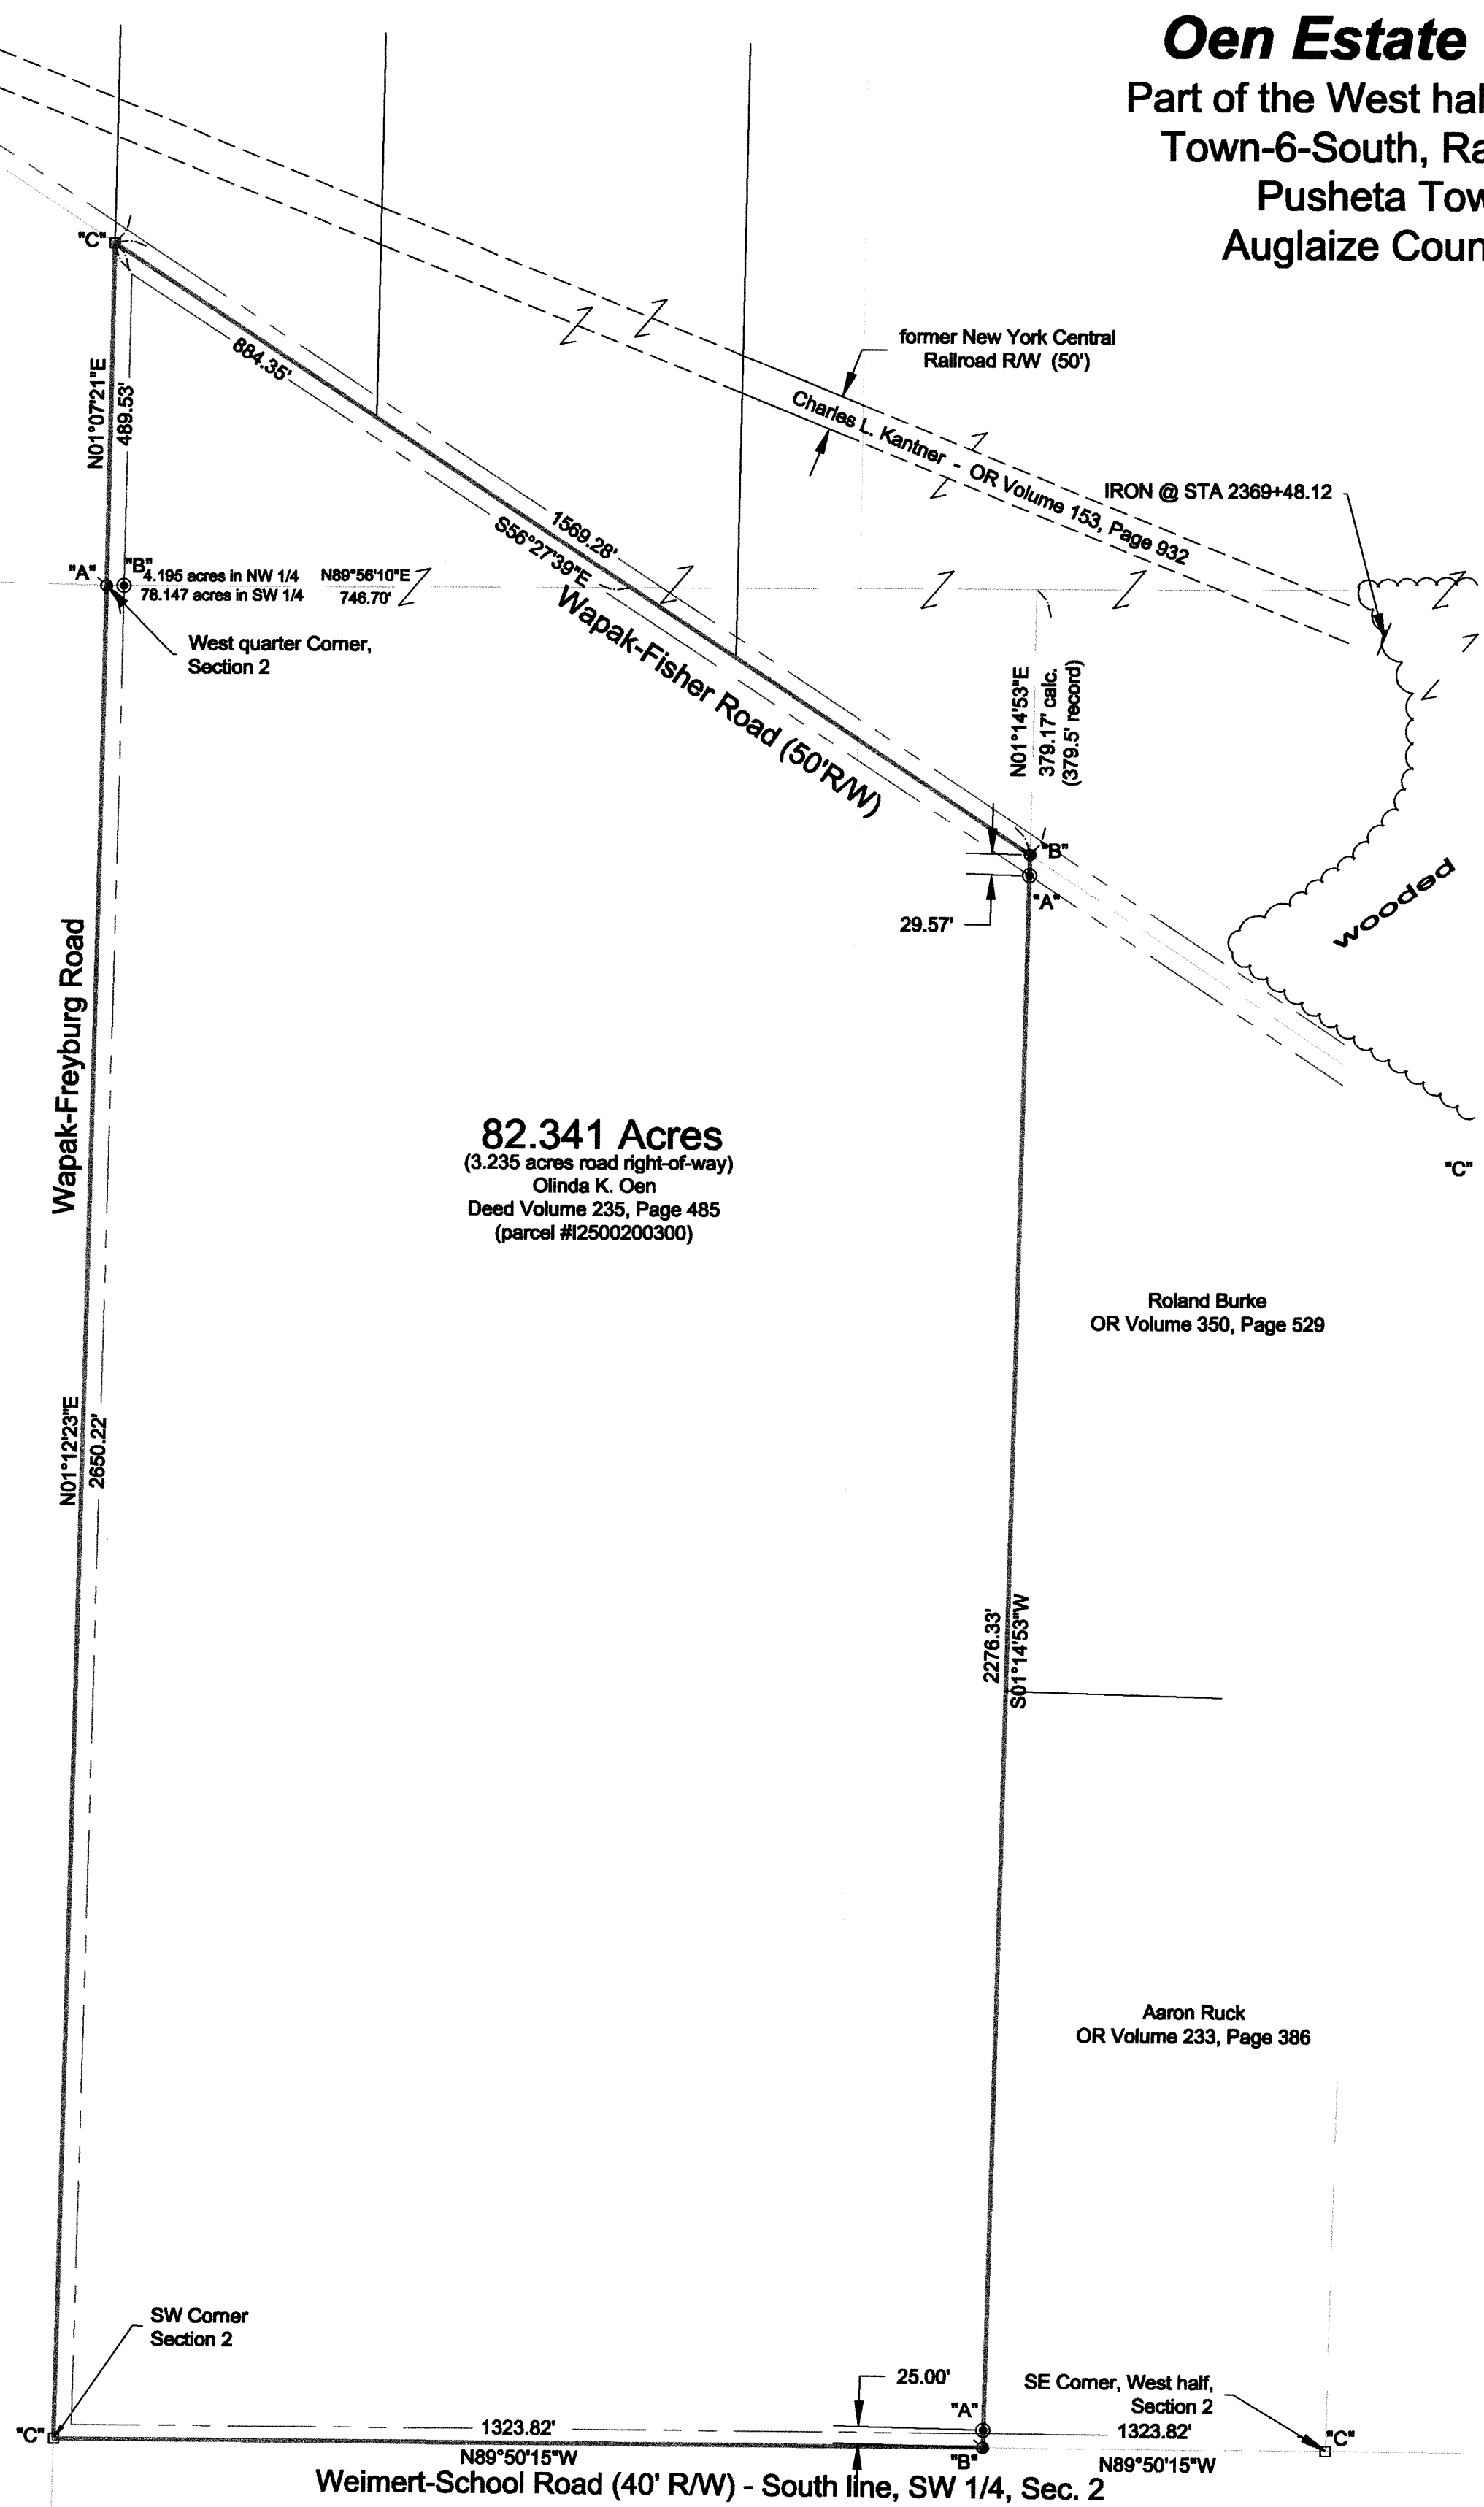 Oen Estate
Part of the West hal
Town-6-South, Ra
Pusheta Tow
Auglaize Coun
"C"
884.35'
N01°07'21"E
489.53'
former New York Central
Railroad R/W (50')
Charles L. Kantner - OR Volume 153, Page 932
IRON @ STA 2369+48.12
1569.28'
S56°27'39"E
"A"
"B"
4.195 acres in NW 1/4
78.147 acres in SW 1/4
N89°56'10"E
746.70'
West quarter Corner,
Section 2
Wapak-Fisher Road (50'R/W)
N01°14'53"E
379.17' calc.
(379.5' record)
"B"
"A"
29.57'
wooded
Wapak-Freyburg Road
82.341 Acres
(3.235 acres road right-of-way)
Olinda K. Oen
Deed Volume 235, Page 485
(parcel #I2500200300)
"C"
Roland Burke
OR Volume 350, Page 529
N01°12'23"E
2650.22'
2276.33'
S01°14'53"W
Aaron Ruck
OR Volume 233, Page 386
SW Corner
Section 2
25.00'
SE Corner, West half,
Section 2
"A"
"C"
1323.82'
1323.82'
"C"
N89°50'15"W
"B"
N89°50'15"W
Weimert-School Road (40' R/W) - South line, SW 1/4, Sec. 2